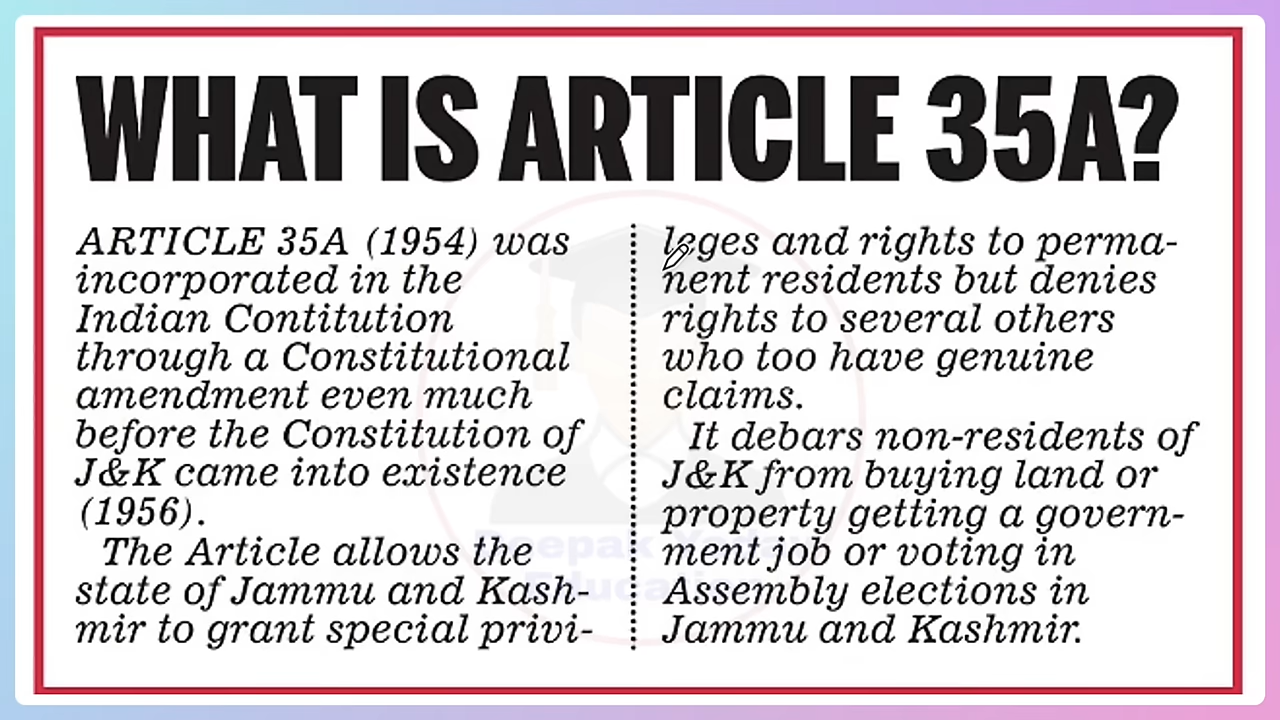 WHAT IS ARTICLE 35A?
ARTICLE 35A (1954) was
incorporated in the
Indian Contitution
through a Constitutional
amendment even much
before the Constitution of
J&K came into existence
(1956).
The Article allows the
state of Jammu and Kash-
mir to grant special privi-
leges and rights to perma-
nent residents but denies
rights to several others
who too have genuine
claims.
It debars non-residents of
J&K from buying land or
property getting a govern-
ment job or voting in
Assembly elections in
Jammu and Kashmir.
Deepak Yadav
Education